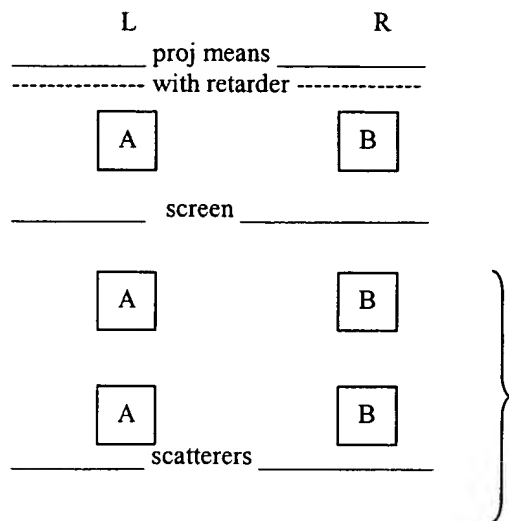 L R
proj means
with retarder
A B
screen
A B
A B
scatterers